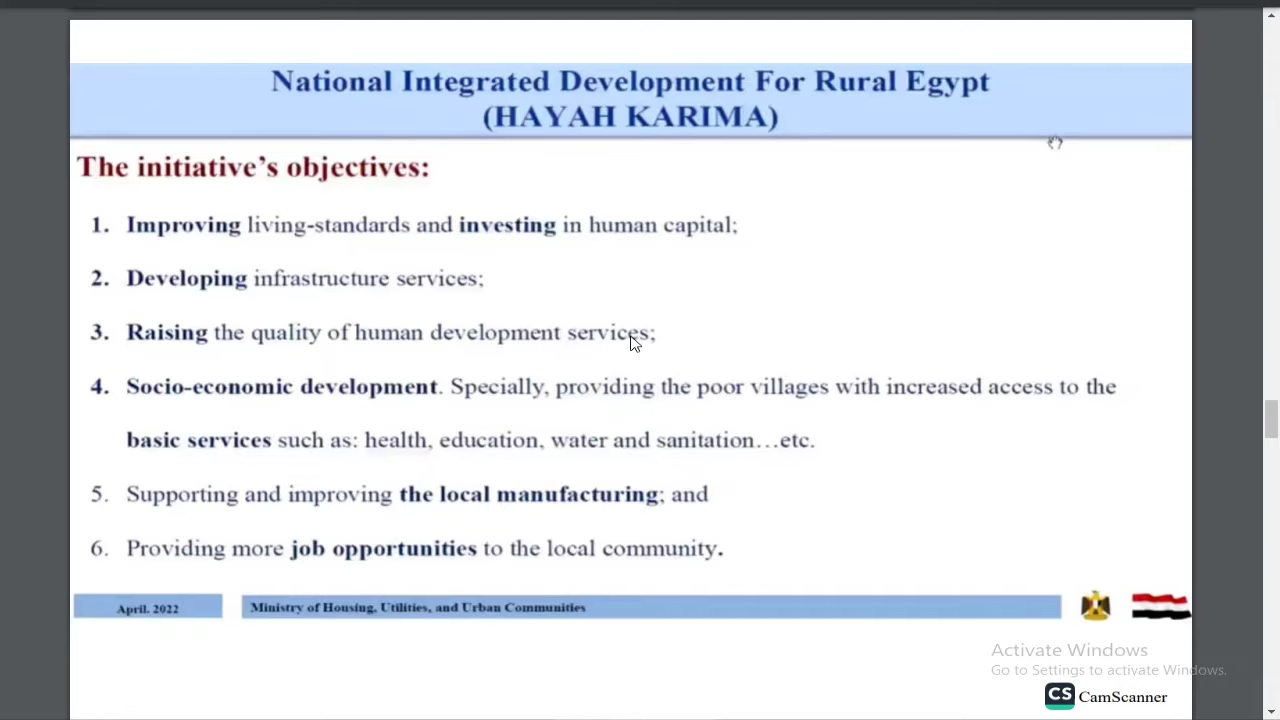 National Integrated Development For Rural Egypt
(HAYAH KARIMA)
The initiative’s objectives:
1. Improving living-standards and investing in human capital;
2. Developing infrastructure services;
3. Raising the quality of human development services;
4. Socio-economic development. Specially, providing the poor villages with increased access to the
basic services such as: health, education, water and sanitation…etc.
5. Supporting and improving the local manufacturing; and
6. Providing more job opportunities to the local community.
April. 2022
Ministry of Housing, Utilities, and Urban Communities
Activate Windows
Go to Settings to activate Windows.
CS CamScanner